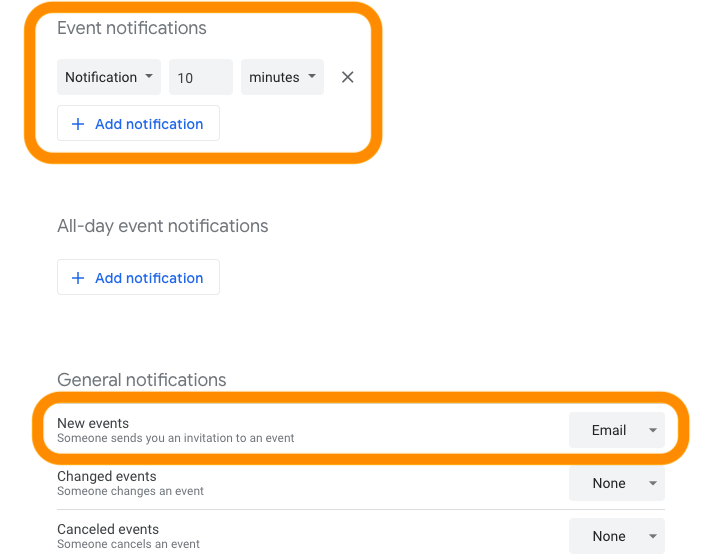 Event notifications
Notification 10 minutes
Add notification
All-day event notifications
Add notification
General notifications
New events
Someone sends you an invitation to an event
Email
Changed events
Someone changes an event
None
Canceled events
Someone cancels an event
None